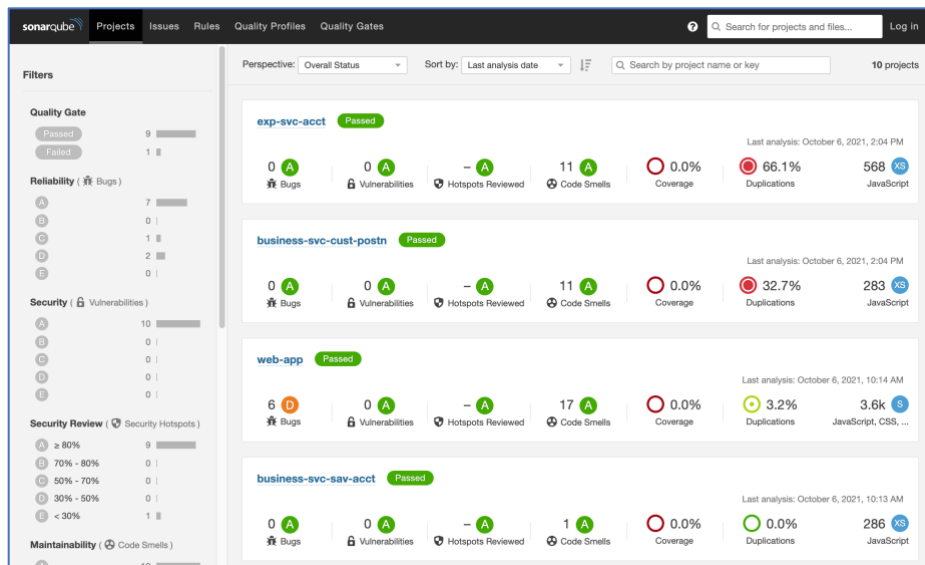 sonarqube Projects Issues Rules Quality Profiles Quality Gates ? Search for projects and files... Log in
Filters
Quality Gate
Passed 9
Failed 1
Reliability ( Bugs )
A 7
B 0
C 1
D 2
E 0
Security ( Vulnerabilities )
A 10
B 0
C 0
D 0
E 0
Security Review ( Security Hotspots )
A ≥ 80% 9
B 70% - 80% 0
C 50% - 70% 0
D 30% - 50% 0
E < 30% 1
Maintainability ( Code Smells )
Perspective: Overall Status Sort by: Last analysis date Search by project name or key 10 projects
exp-svc-acct Passed
Last analysis: October 6, 2021, 2:04 PM
0 A 0 A – A 11 A 0.0% 66.1% 568 XS
Bugs Vulnerabilities Hotspots Reviewed Code Smells Coverage Duplications JavaScript
business-svc-cust-postn Passed
Last analysis: October 6, 2021, 2:04 PM
0 A 0 A – A 11 A 0.0% 32.7% 283 XS
Bugs Vulnerabilities Hotspots Reviewed Code Smells Coverage Duplications JavaScript
web-app Passed
Last analysis: October 6, 2021, 10:14 AM
6 D 0 A – A 17 A 0.0% 3.2% 3.6k S
Bugs Vulnerabilities Hotspots Reviewed Code Smells Coverage Duplications JavaScript, CSS, ...
business-svc-sav-acct Passed
Last analysis: October 6, 2021, 10:13 AM
0 A 0 A – A 1 A 0.0% 0.0% 286 XS
Bugs Vulnerabilities Hotspots Reviewed Code Smells Coverage Duplications JavaScript